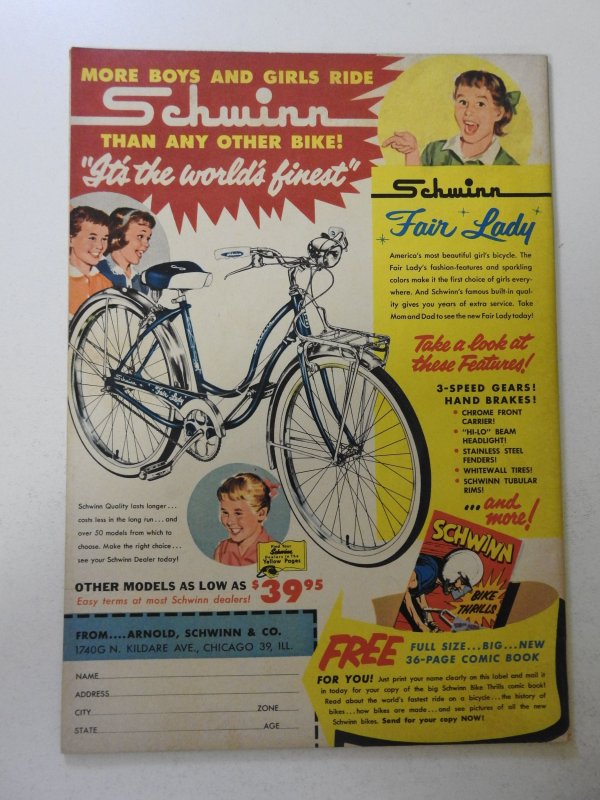 MORE BOYS AND GIRLS RIDE
Schwinn
THAN ANY OTHER BIKE!
"It's the world's finest"
Schwinn
Fair Lady
America's most beautiful girl's bicycle. The
Fair Lady's fashion-features and sparkling
colors make it the first choice of girls every-
where. And Schwinn's famous built-in qual-
ity gives you years of extra service. Take
Mom and Dad to see the new Fair Lady today!
Take a look at
these Features!
3-SPEED GEARS!
HAND BRAKES!
• CHROME FRONT
CARRIER!
• "HI-LO" BEAM
HEADLIGHT!
• STAINLESS STEEL
FENDERS!
• WHITEWALL TIRES!
• SCHWINN TUBULAR
RIMS!
... and
more!
Schwinn
Fair Lady
Schwinn Quality lasts longer...
costs less in the long run...and
over 50 models from which to
choose. Make the right choice...
see your Schwinn Dealer today!
Find Your
Schwinn
Dealers In The
Yellow Pages
OTHER MODELS AS LOW AS $39.95
Easy terms at most Schwinn dealers!
SCHWINN
BIKE
THRILLS
FROM....ARNOLD, SCHWINN & CO.
1740G N. KILDARE AVE., CHICAGO 39, ILL.
NAME
ADDRESS
CITY ZONE
STATE AGE
FREE FULL SIZE...BIG...NEW
36-PAGE COMIC BOOK
FOR YOU! Just print your name clearly on this label and mail it
in today for your copy of the big Schwinn Bike Thrills comic book!
Read about the world's fastest ride on a bicycle...the history of
bikes...how bikes are made...and see pictures of all the new
Schwinn bikes. Send for your copy NOW!